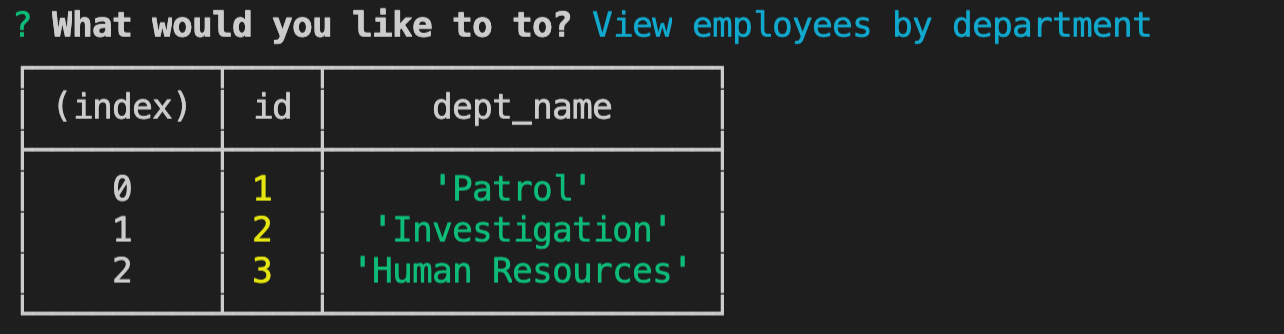 ? What would you like to to? View employees by department
(index) id dept_name
0 1 'Patrol'
1 2 'Investigation'
2 3 'Human Resources'